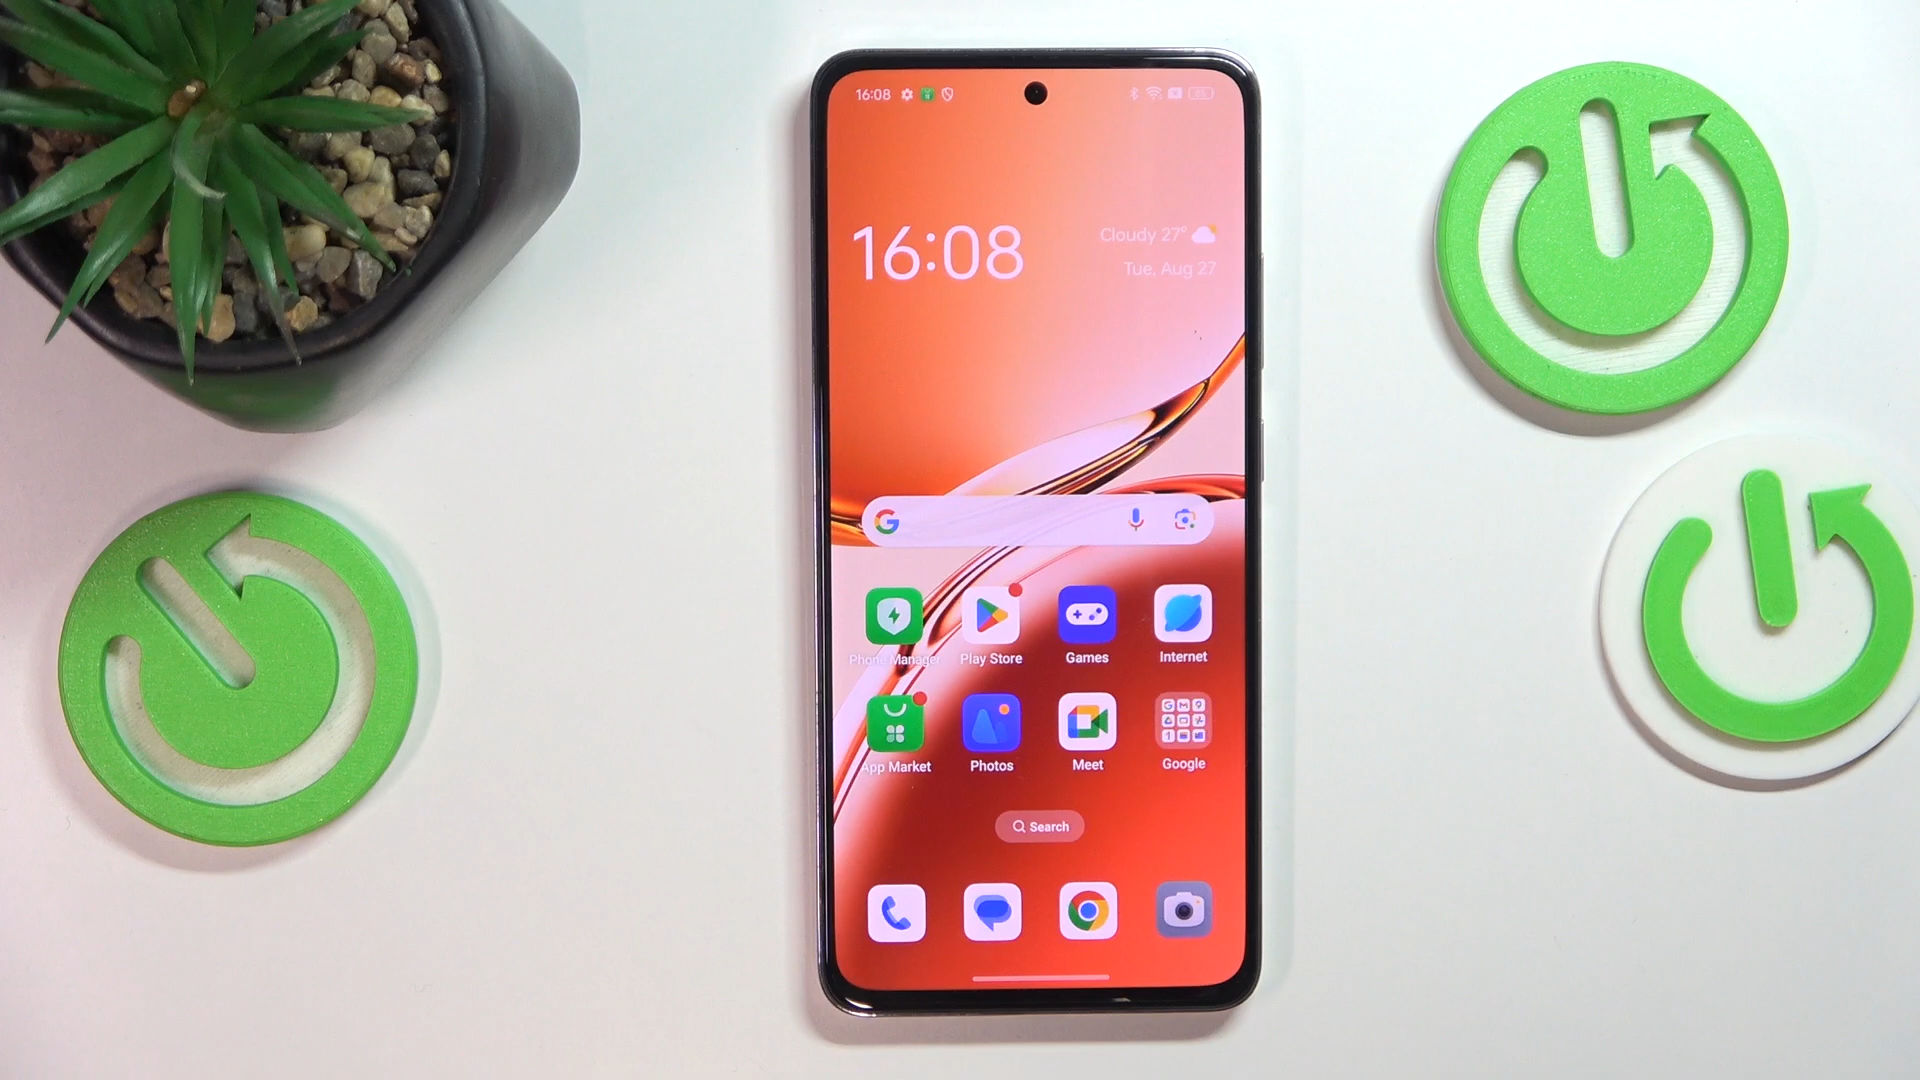 16:08
16:08
Cloudy 27°
Tue, Aug 27
Phone Manager
Play Store
Games
Internet
App Market
Photos
Meet
Google
Search